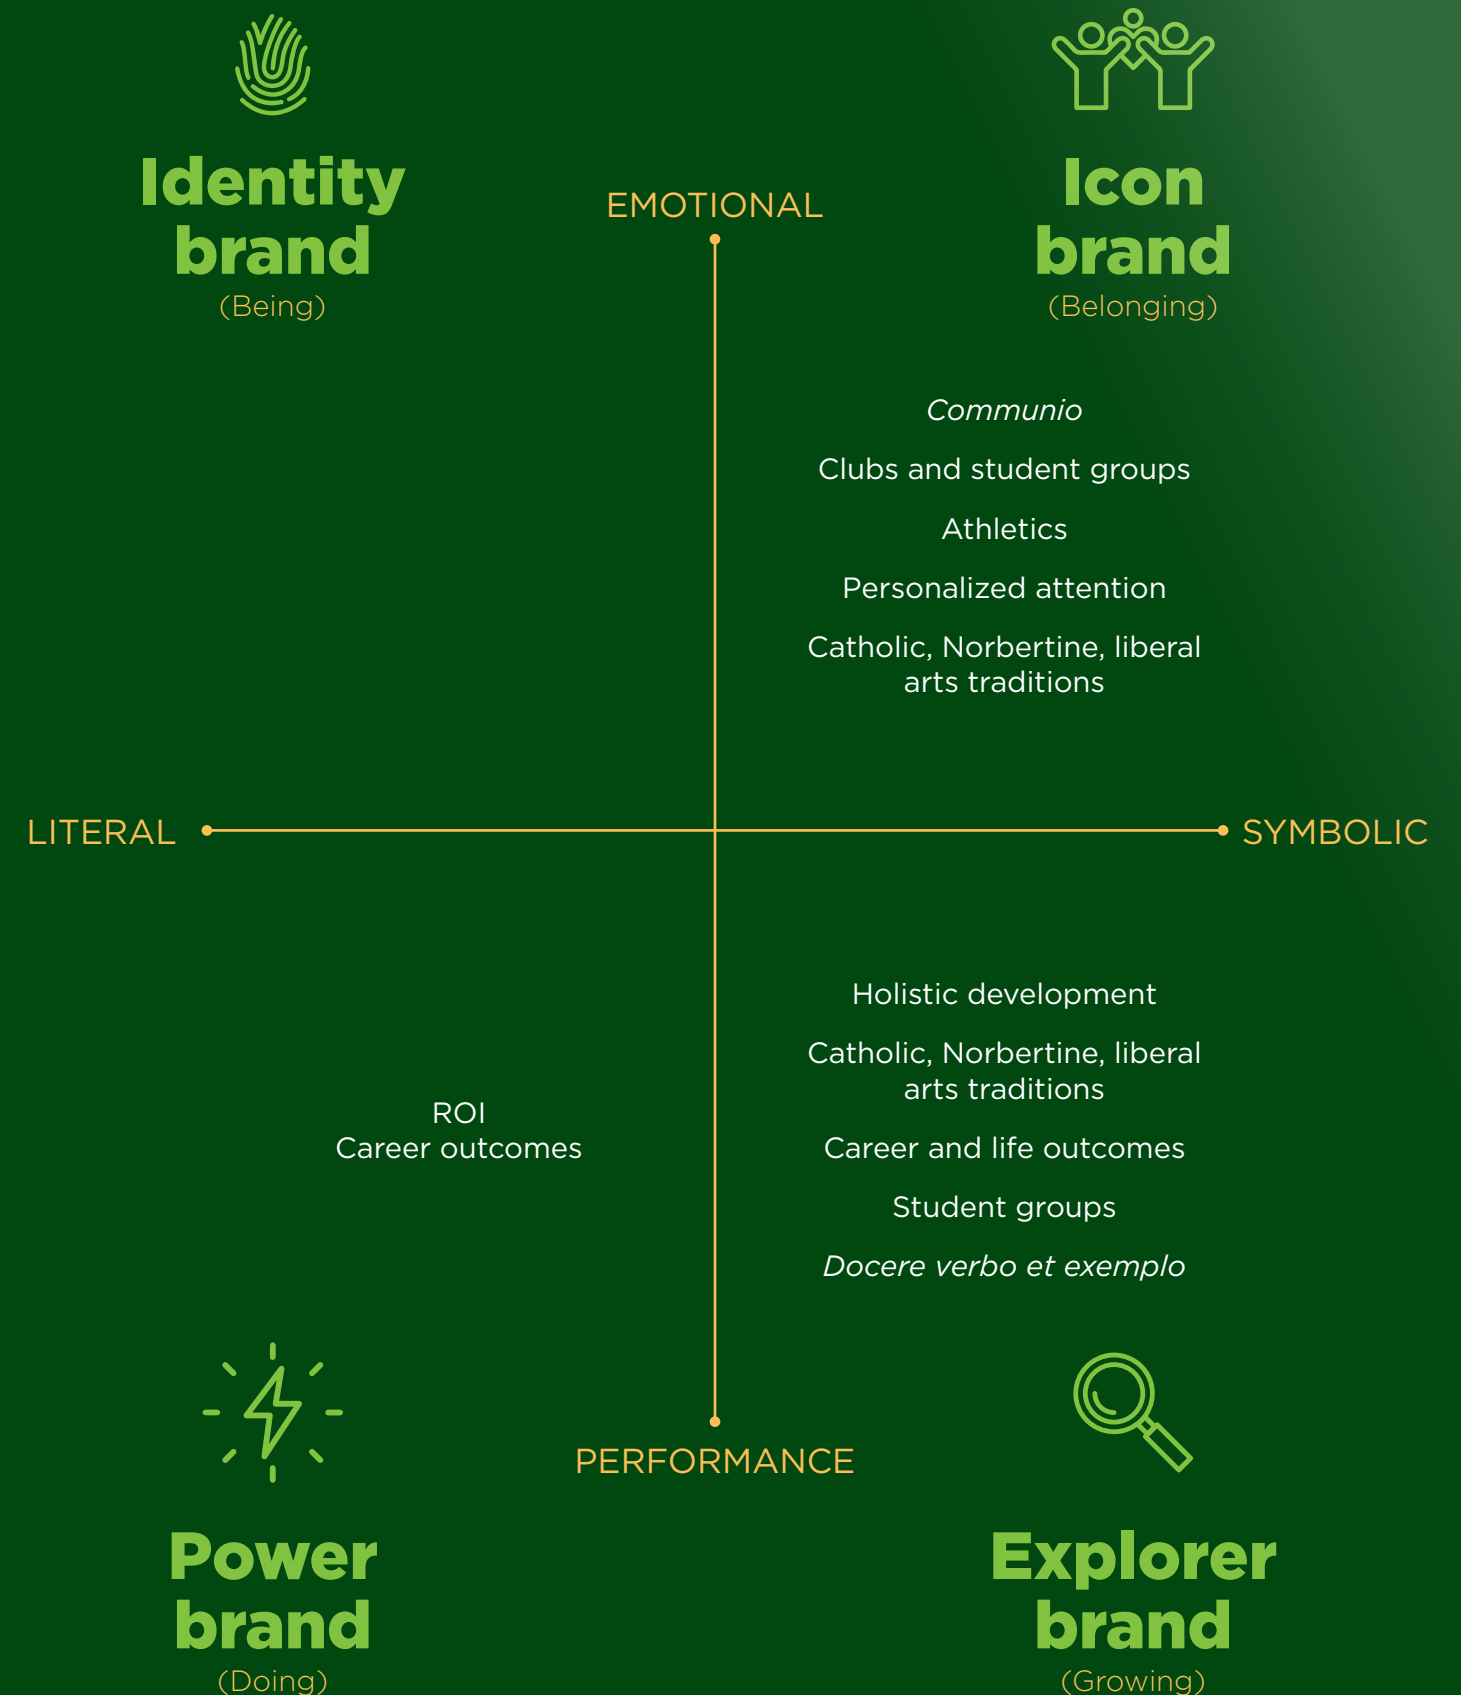 Identity
brand
(Being)
EMOTIONAL
Icon
brand
(Belonging)
Communio
Clubs and student groups
Athletics
Personalized attention
Catholic, Norbertine, liberal
arts traditions
LITERAL
SYMBOLIC
Holistic development
Catholic, Norbertine, liberal
arts traditions
Career and life outcomes
Student groups
Docere verbo et exemplo
ROI
Career outcomes
PERFORMANCE
Power
brand
(Doing)
Explorer
brand
(Growing)